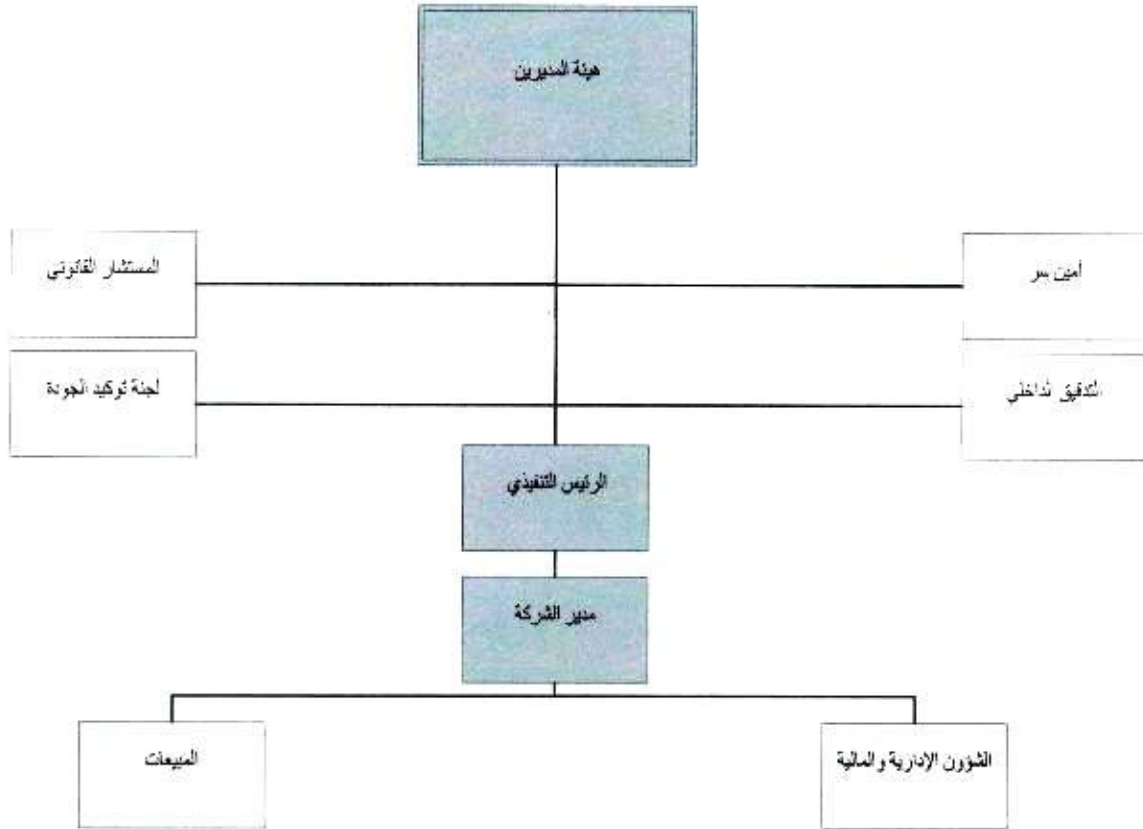 هيئة المديرين
أمين سر
المستشار القانوني
التدقيق الداخلي
لجنة توكيد الجودة
الرئيس التنفيذي
مدير الشركة
الشؤون الإدارية والمالية
المبيعات